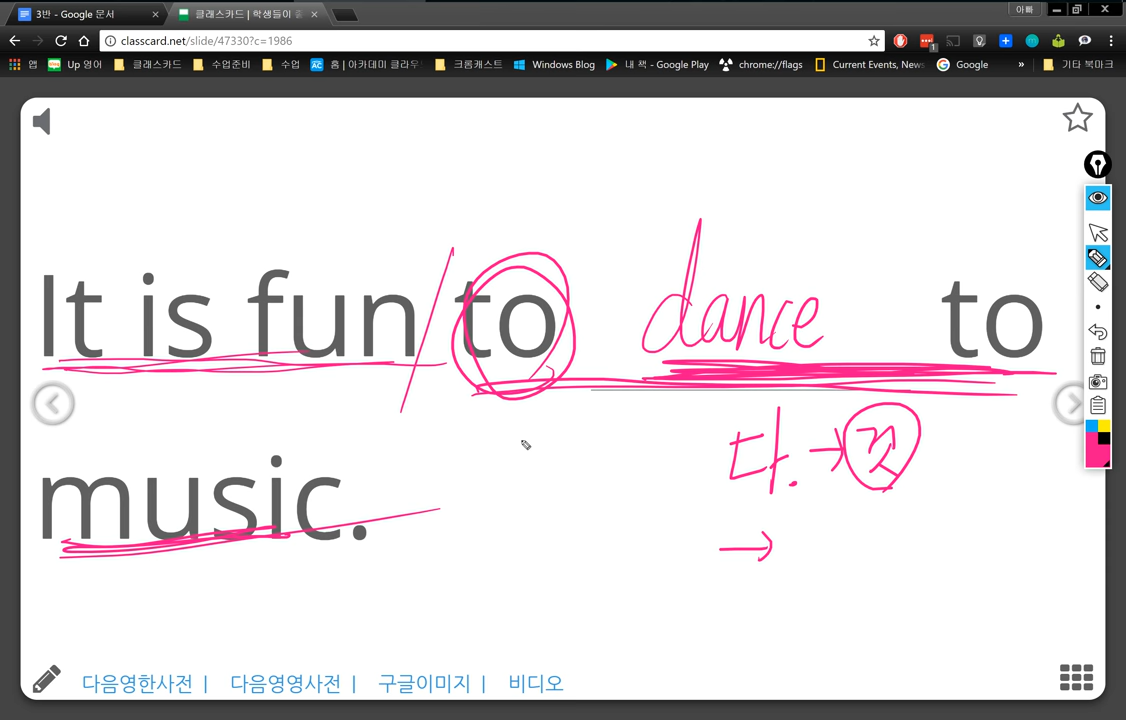 3반 - Google 문서
클래스카드 | 학생들이 좋
아빠
classcard.net/slide/47330?c=1986
1
앱 Up 영어 클래스카드 수업준비 수업 홈 | 아카데미 클라우 크롬캐스트 Windows Blog 내 책 - Google Play chrome://flags Current Events, News Google » 기타 북마크
It is fun to dance to
다. → 것
→
music.
다음영한사전 | 다음영영사전 | 구글이미지 | 비디오